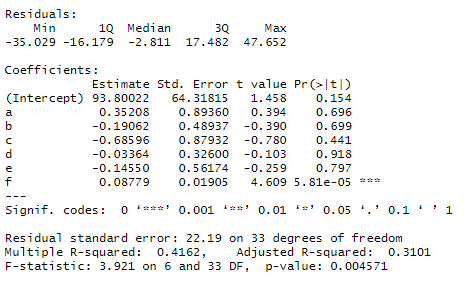 Residuals:
    Min      1Q  Median      3Q     Max
-35.029 -16.179  -2.811  17.482  47.652

Coefficients:
            Estimate Std. Error t value Pr(>|t|)
(Intercept) 93.80022   64.31815   1.458    0.154
a            0.35208    0.89360   0.394    0.696
b           -0.19062    0.48937  -0.390    0.699
c           -0.68596    0.87932  -0.780    0.441
d           -0.03364    0.32600  -0.103    0.918
e           -0.14550    0.56174  -0.259    0.797
f            0.08779    0.01905   4.609 5.81e-05 ***
---
Signif. codes:  0 ‘***’ 0.001 ‘**’ 0.01 ‘*’ 0.05 ‘.’ 0.1 ‘ ’ 1

Residual standard error: 22.19 on 33 degrees of freedom
Multiple R-squared:  0.4162,    Adjusted R-squared:  0.3101
F-statistic: 3.921 on 6 and 33 DF,  p-value: 0.004571